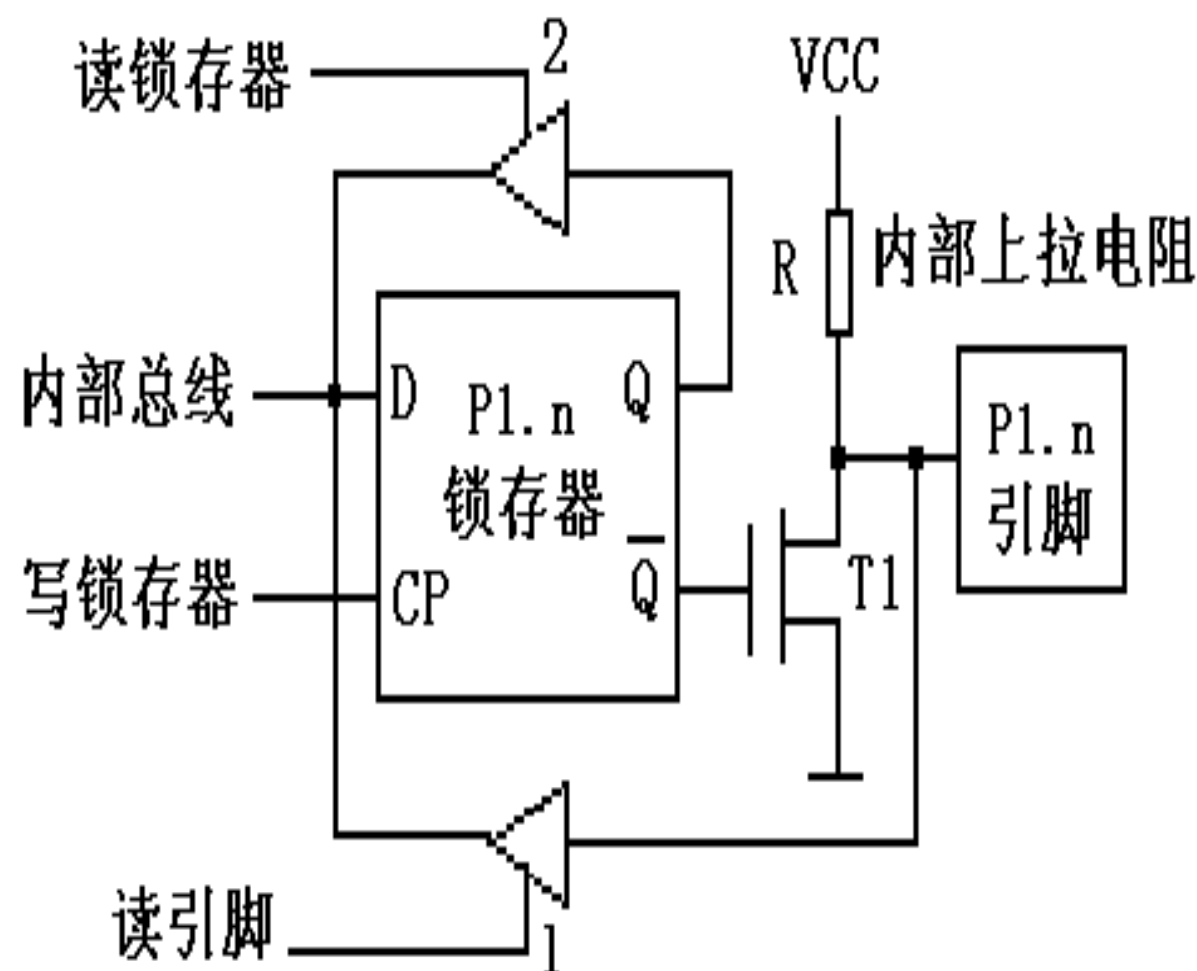 读锁存器
2
VCC
R
内部上拉电阻
内部总线
D
P1.n
锁存器
Q
P1.n
引脚
写锁存器
CP
Q̅
T1
读引脚
1